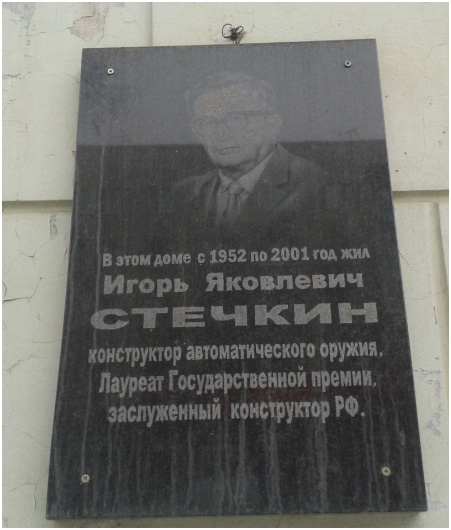 В этом доме с 1952 по 2001 год жил
Игорь Яковлевич
СТЕЧКИН
конструктор автоматического оружия,
Лауреат Государственной премии,
заслуженный конструктор РФ.